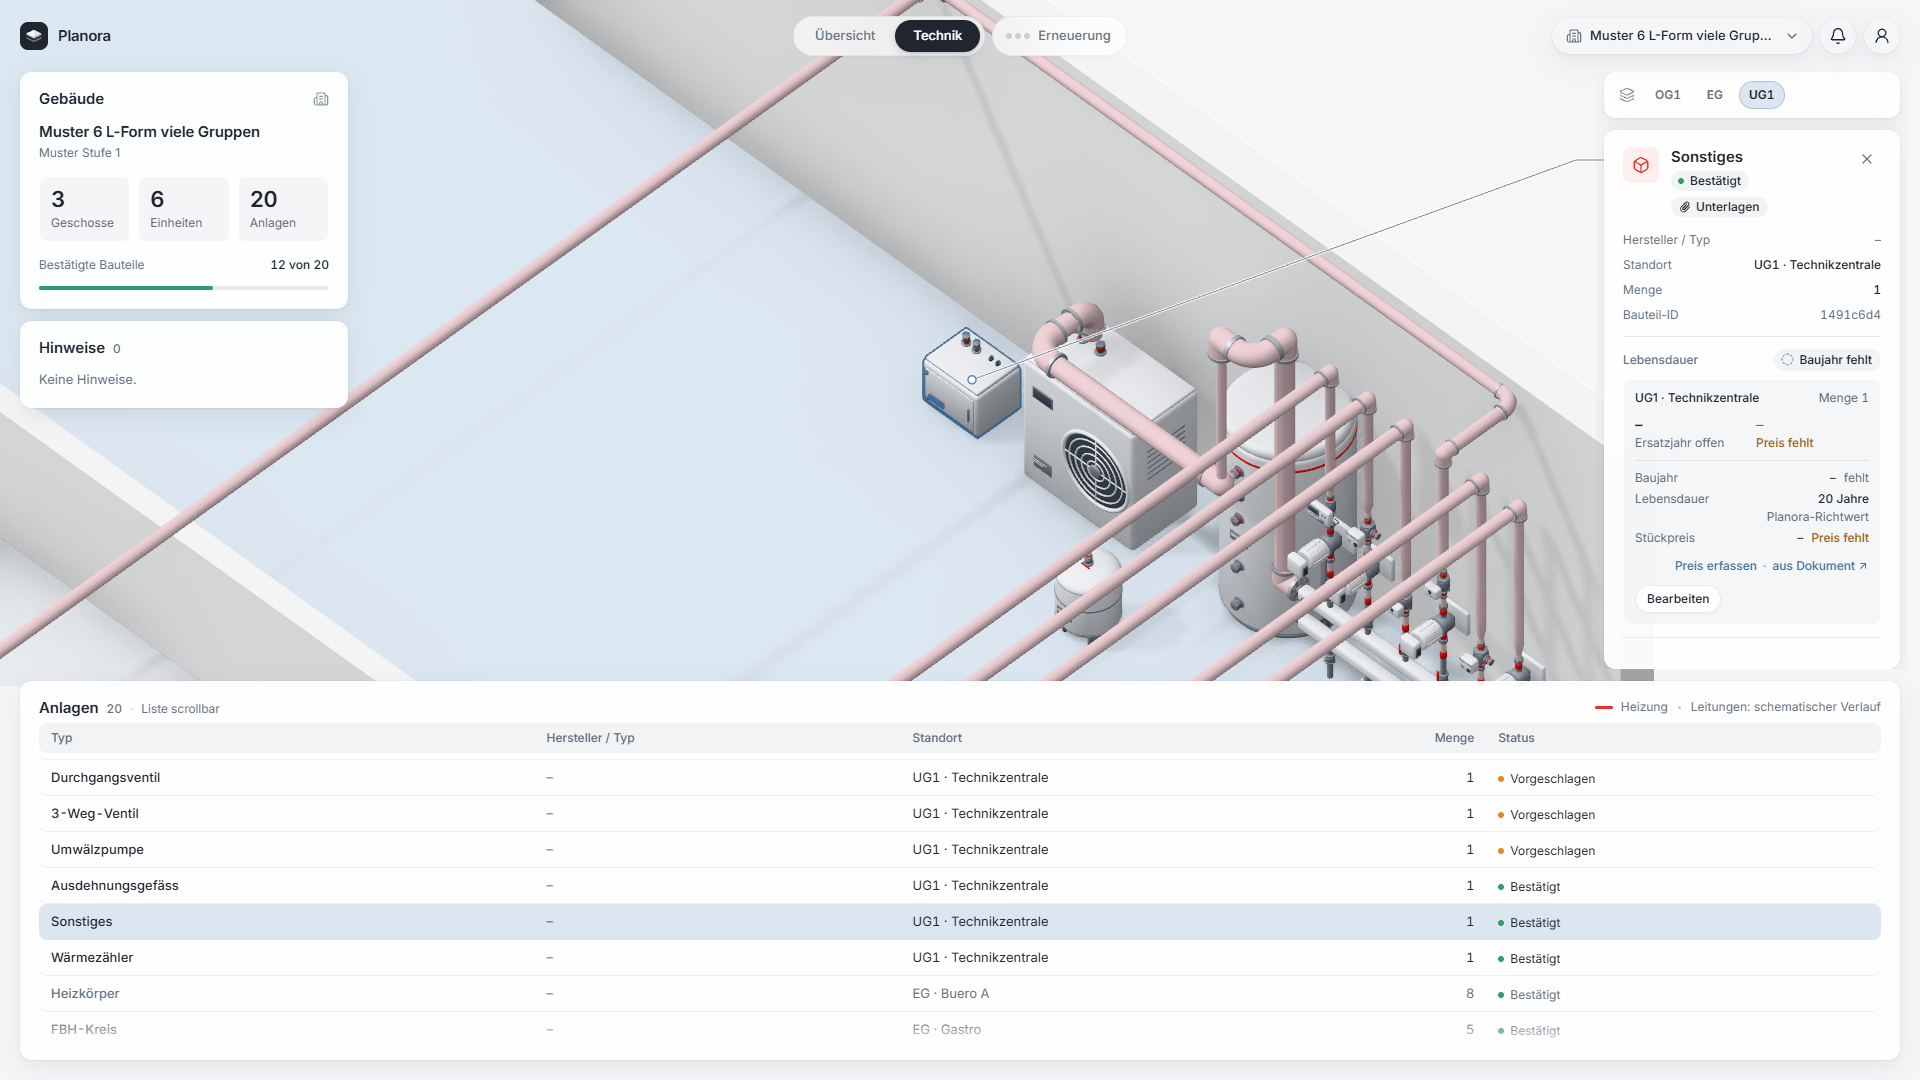 Planora
Übersicht
Technik
Erneuerung
Muster 6 L-Form viele Grup...
Gebäude
Muster 6 L-Form viele Gruppen
Muster Stufe 1
3 6 20
Geschosse Einheiten Anlagen
Bestätigte Bauteile 12 von 20
Hinweise 0
Keine Hinweise.
OG1 EG UG1
Sonstiges
Bestätigt
Unterlagen
Hersteller / Typ –
Standort UG1 · Technikzentrale
Menge 1
Bauteil-ID 1491c6d4
Lebensdauer Baujahr fehlt
UG1 · Technikzentrale Menge 1
– –
Ersatzjahr offen Preis fehlt
Baujahr – fehlt
Lebensdauer 20 Jahre
Planora-Richtwert
Stückpreis – Preis fehlt
Preis erfassen · aus Dokument ↗
Bearbeiten
Anlagen 20 · Liste scrollbar
Heizung · Leitungen: schematischer Verlauf
Typ Hersteller / Typ Standort Menge Status
Durchgangsventil – UG1 · Technikzentrale 1 Vorgeschlagen
3-Weg-Ventil – UG1 · Technikzentrale 1 Vorgeschlagen
Umwälzpumpe – UG1 · Technikzentrale 1 Vorgeschlagen
Ausdehnungsgefäss – UG1 · Technikzentrale 1 Bestätigt
Sonstiges – UG1 · Technikzentrale 1 Bestätigt
Wärmezähler – UG1 · Technikzentrale 1 Bestätigt
Heizkörper – EG · Buero A 8 Bestätigt
FBH-Kreis – EG · Gastro 5 Bestätigt